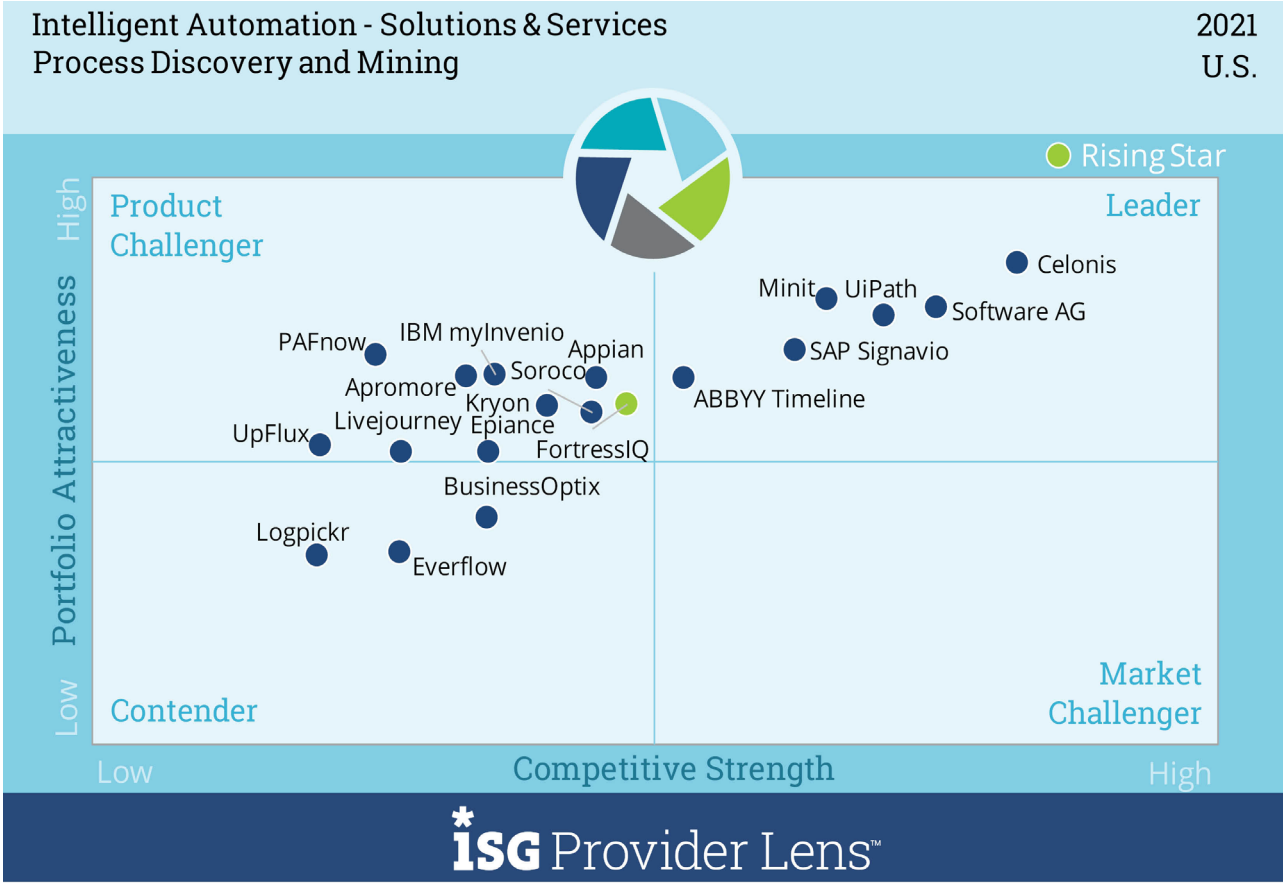 Intelligent Automation - Solutions & Services
Process Discovery and Mining
2021
U.S.
Rising Star
High
Product
Challenger
Leader
Celonis
Minit
UiPath
Software AG
PAFnow
IBM myInvenio
Appian
SAP Signavio
Soroco
Apromore
ABBYY Timeline
Kryon
Livejourney
Epiance
UpFlux
FortressIQ
BusinessOptix
Logpickr
Everflow
Portfolio Attractiveness
Low
Contender
Market
Challenger
Low
Competitive Strength
High
*ISG Provider Lens™